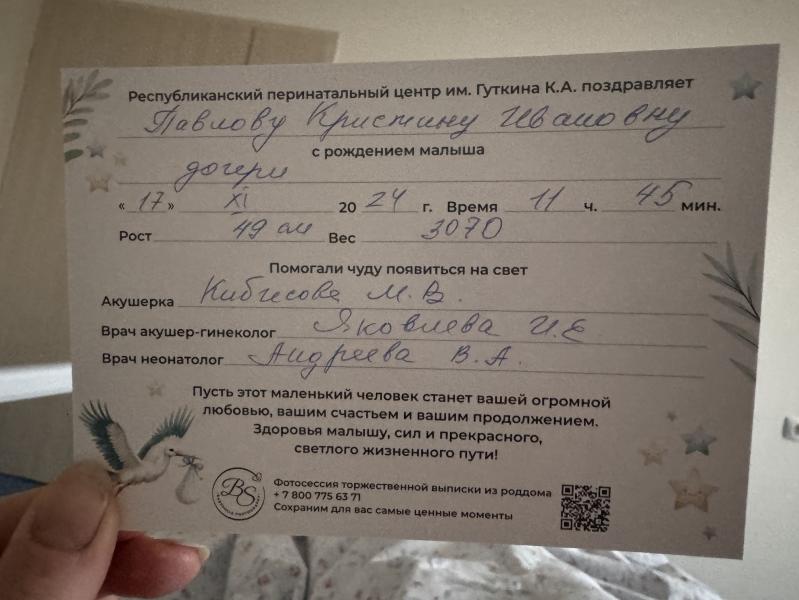 Республиканский перинатальный центр им. Гуткина К.А. поздравляет
Павлову Кристину Ивановну
с рождением малыша
дочери
« 17 » XI 20 24 г. Время 11 ч. 45 мин.
Рост 49 см Вес 3070
Помогали чуду появиться на свет
Акушерка М. В.
Врач акушер-гинеколог Яковлева И.Е
Врач неонатолог Андреева В. А.
Пусть этот маленький человек станет вашей огромной
любовью, вашим счастьем и вашим продолжением.
Здоровья малышу, сил и прекрасного,
светлого жизненного пути!
BS
Фотосессия торжественной выписки из роддома
+ 7 800 775 63 71
Сохраним для вас самые ценные моменты